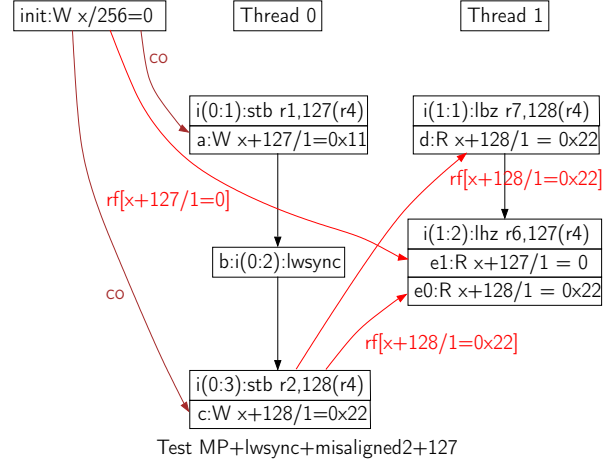 init:W x/256=0
Thread 0
Thread 1
co
i(0:1):stb r1,127(r4)
a:W x+127/1=0x11
i(1:1):lbz r7,128(r4)
d:R x+128/1 = 0x22
rf[x+128/1=0x22]
rf[x+127/1=0]
i(1:2):lhz r6,127(r4)
e1:R x+127/1 = 0
e0:R x+128/1 = 0x22
b:i(0:2):lwsync
co
rf[x+128/1=0x22]
i(0:3):stb r2,128(r4)
c:W x+128/1=0x22
Test MP+lwsync+misaligned2+127